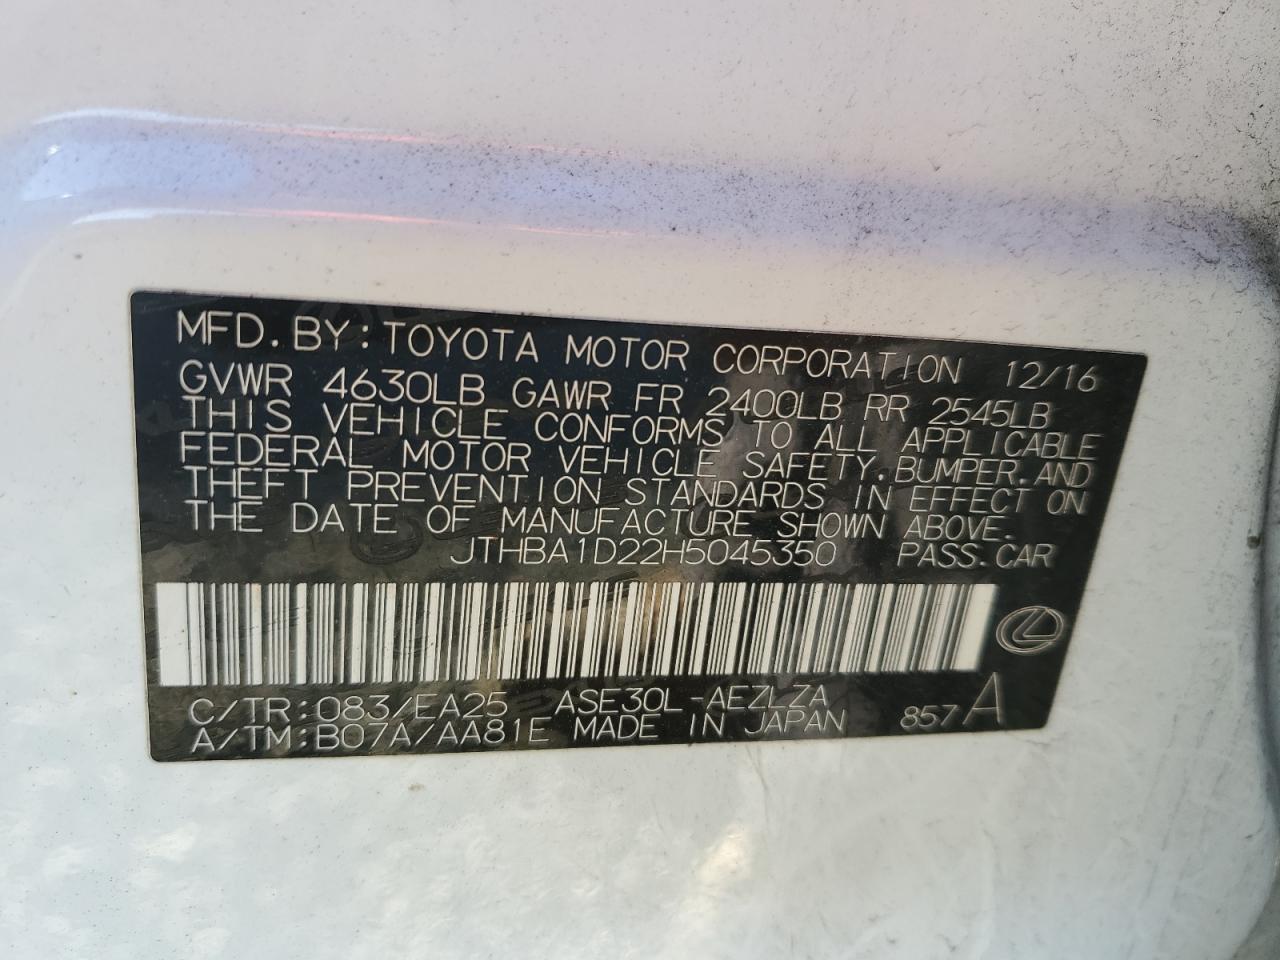 MFD. BY: TOYOTA MOTOR CORPORATION 12/16
GVWR 4630LB GAWR FR 2400LB RR 2545LB
THIS VEHICLE CONFORMS TO ALL APPLICABLE
FEDERAL MOTOR VEHICLE SAFETY, BUMPER, AND
THEFT PREVENTION STANDARDS IN EFFECT ON
THE DATE OF MANUFACTURE SHOWN ABOVE.
JTHBA1D22H5045350 PASS. CAR
C/TR: 083/EA25 ASE30L-AEZLZA
A/TM: B07A/AA81E MADE IN JAPAN 857 A